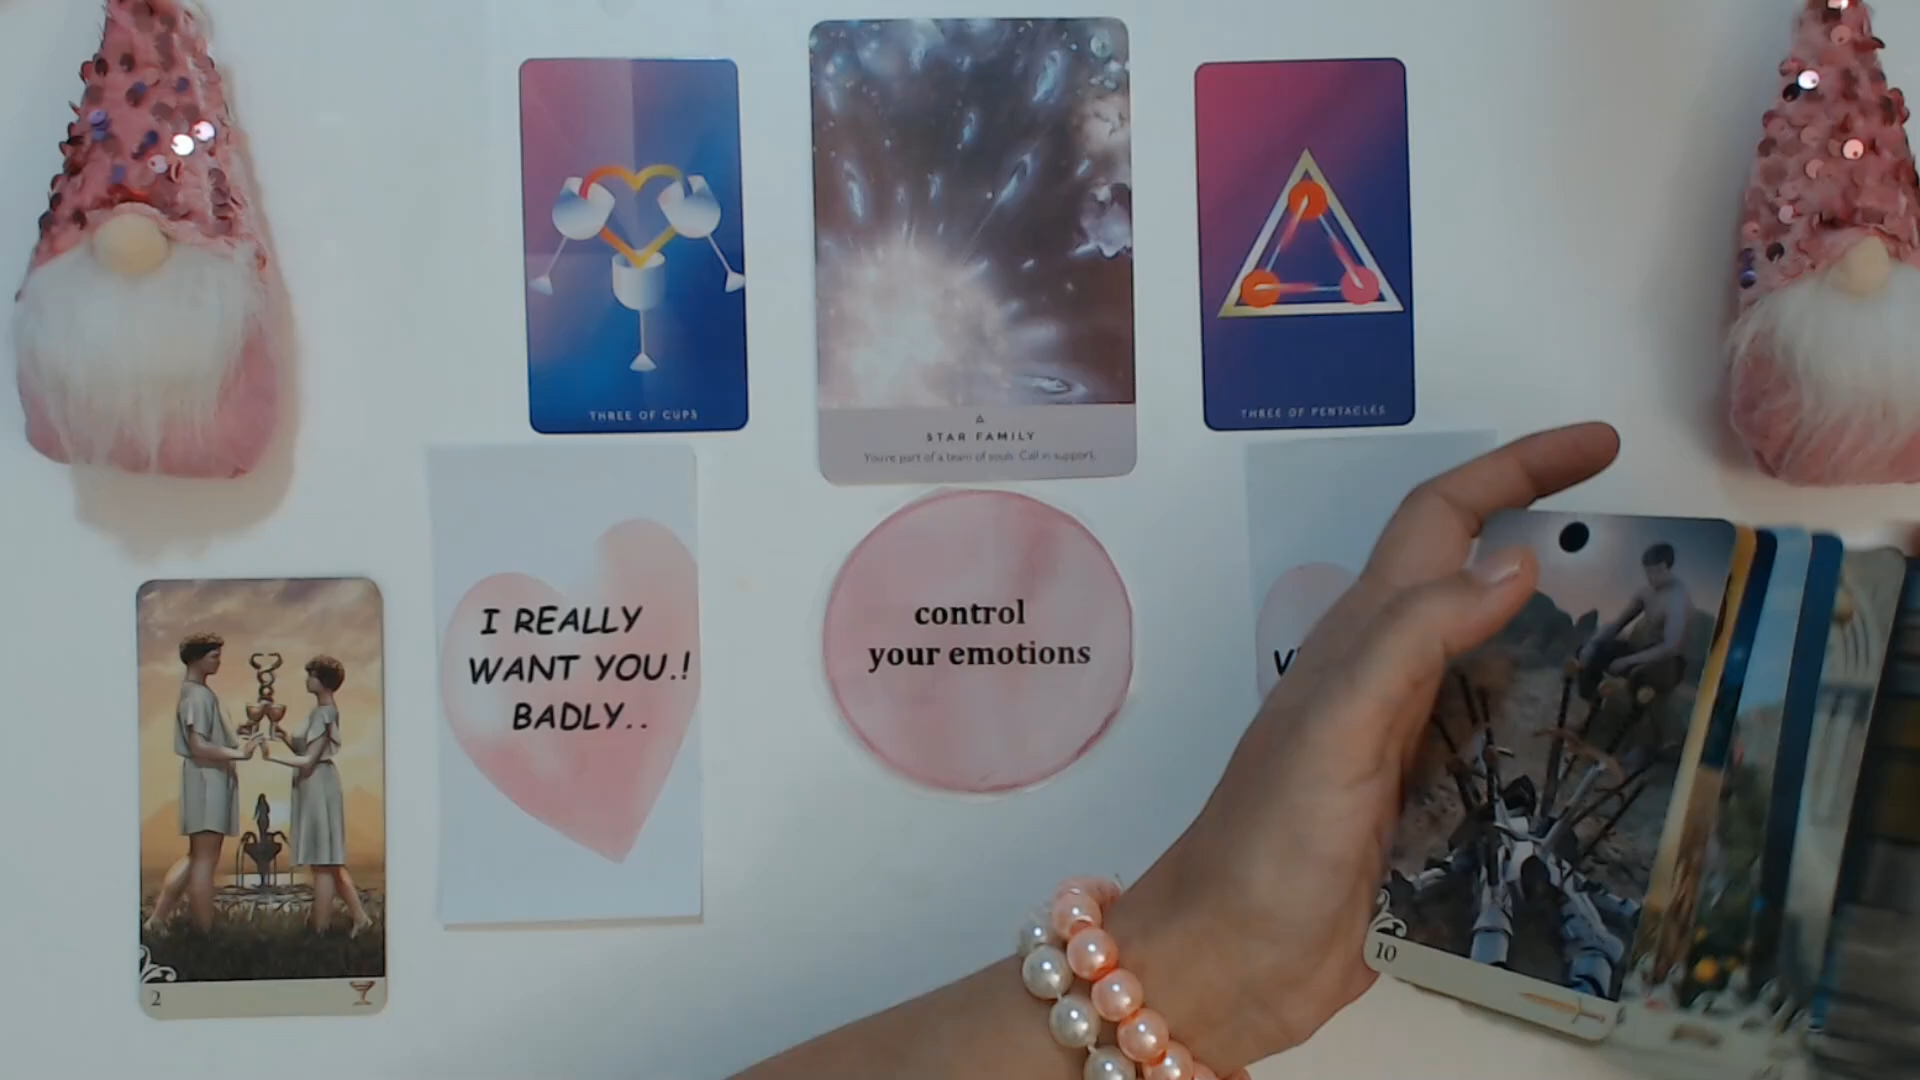 THREE OF CUPS
STAR FAMILY
You're part of a team of souls. Call in support.
THREE OF PENTACLES
I REALLY
WANT YOU.!
BADLY..
control
your emotions
2
10